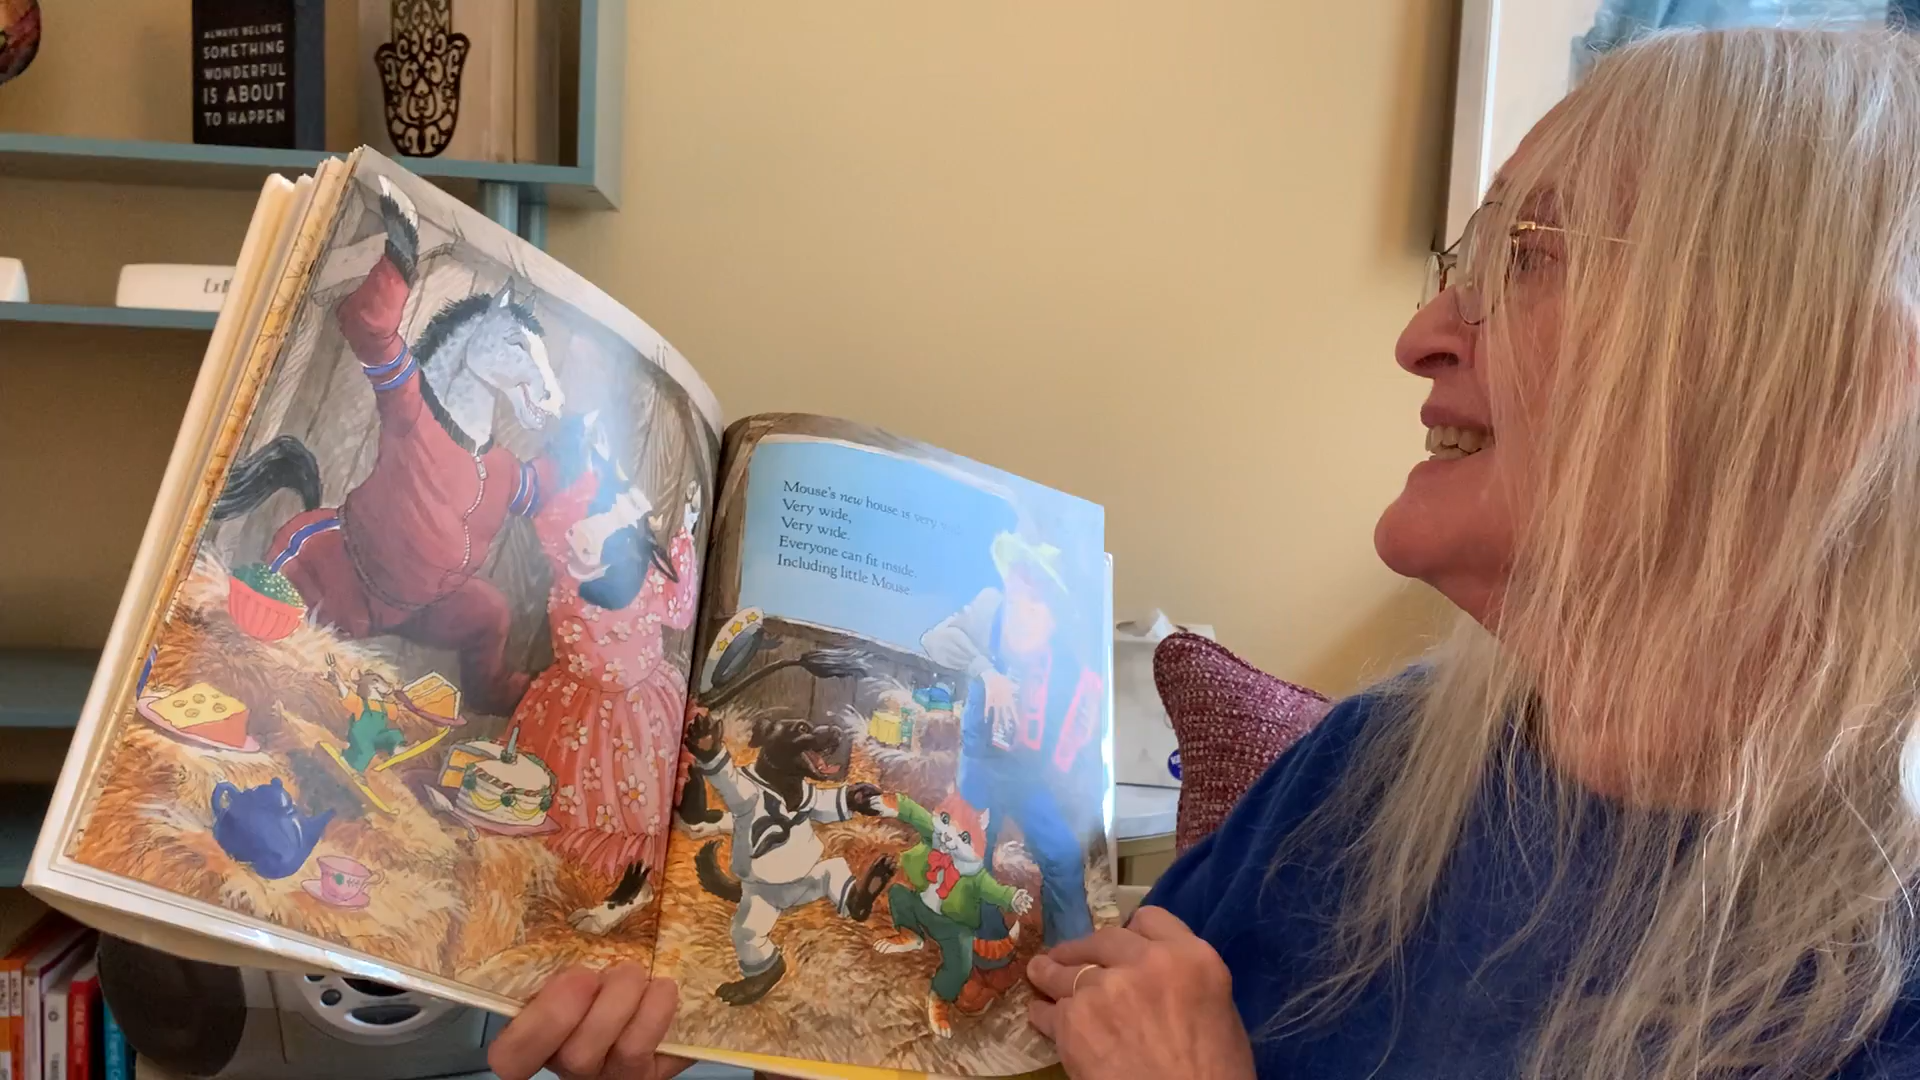 ALWAYS BELIEVE
SOMETHING
WONDERFUL
IS ABOUT
TO HAPPEN
Mouse's new house is very
Very wide,
Very wide.
Everyone can fit inside.
Including little Mouse.